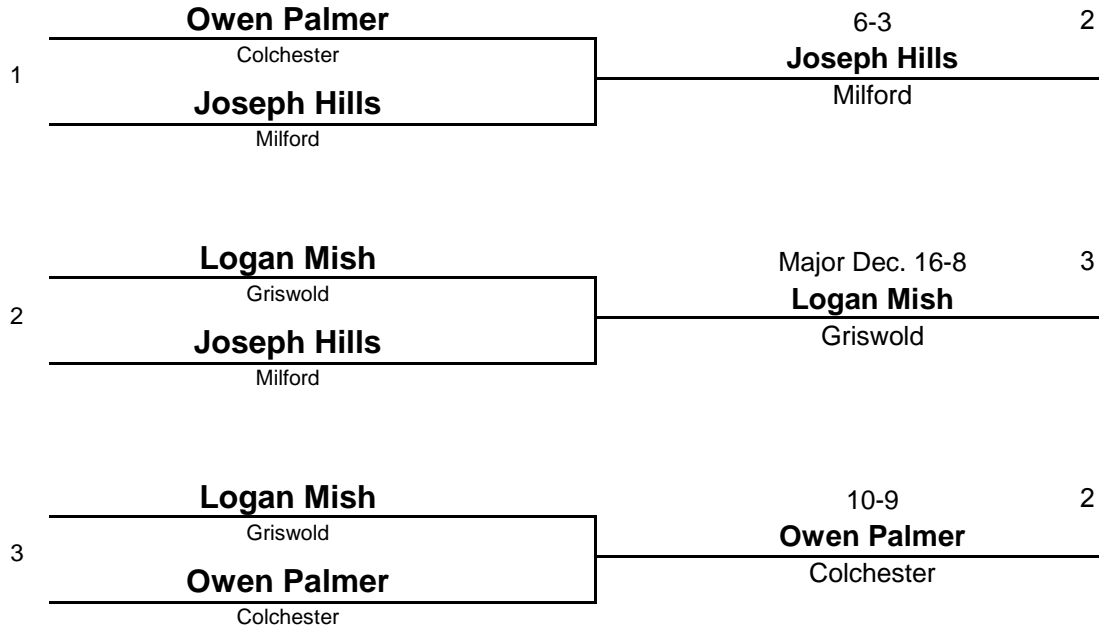 Owen Palmer
Colchester
1
Joseph Hills
Milford
6-3 2
Joseph Hills
Milford
Logan Mish
Griswold
2
Joseph Hills
Milford
Major Dec. 16-8 3
Logan Mish
Griswold
Logan Mish
Griswold
3
Owen Palmer
Colchester
10-9 2
Owen Palmer
Colchester